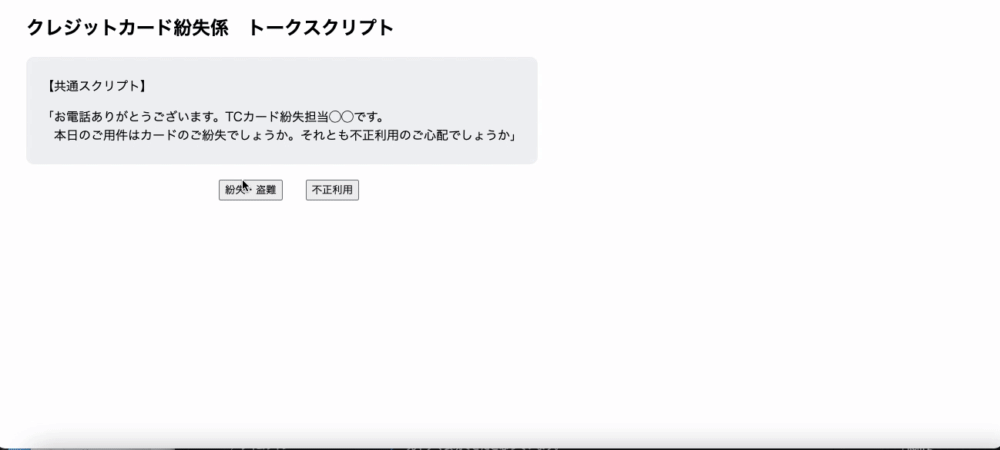 クレジットカード紛失係　トークスクリプト
【共通スクリプト】
「お電話ありがとうございます。TCカード紛失担当◯◯です。
本日のご用件はカードのご紛失でしょうか。それとも不正利用のご心配でしょうか」
紛失・盗難
不正利用